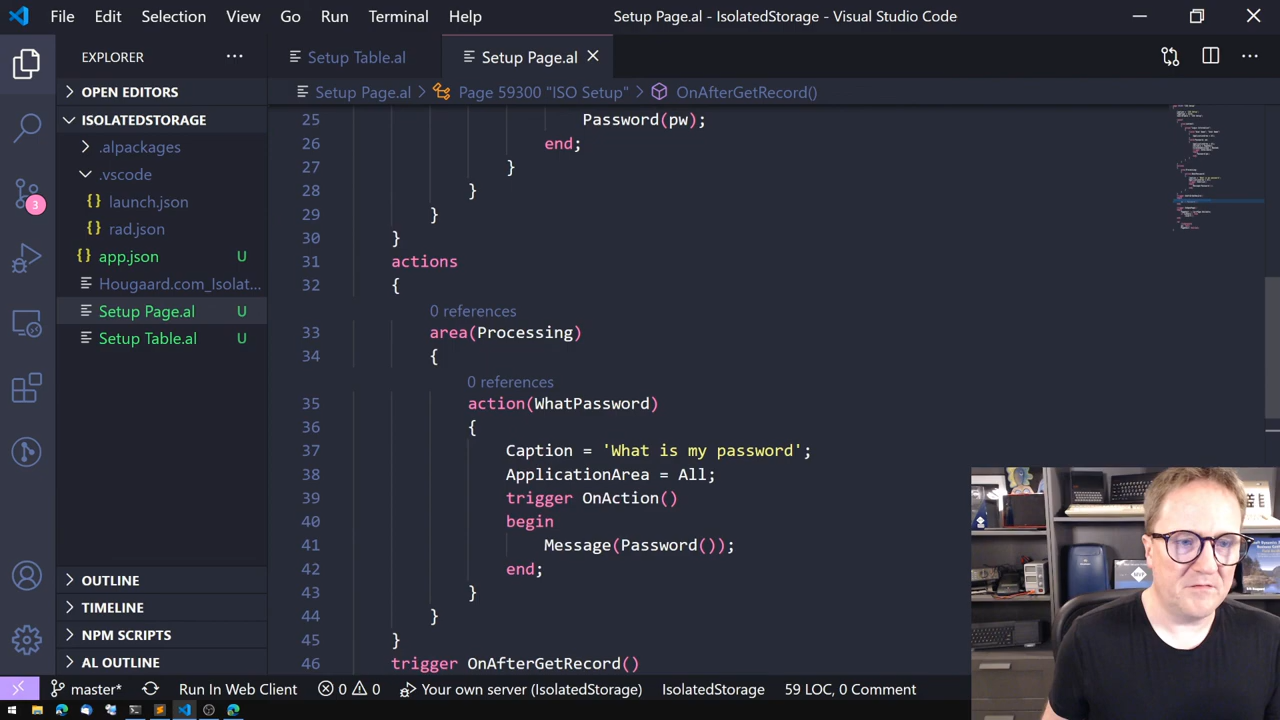 File Edit Selection View Go Run Terminal Help Setup Page.al - IsolatedStorage - Visual Studio Code
EXPLORER
Setup Table.al
Setup Page.al
OPEN EDITORS
Setup Page.al
Page 59300 "ISO Setup"
OnAfterGetRecord()
ISOLATEDSTORAGE
.alpackages
.vscode
launch.json
rad.json
app.json U
Hougaard.com_Isolat...
Setup Page.al U
Setup Table.al U
3
OUTLINE
TIMELINE
NPM SCRIPTS
AL OUTLINE
25 Password(pw);
26 end;
27 }
28 }
29 }
30 }
31 actions
32 {
0 references
33 area(Processing)
34 {
0 references
35 action(WhatPassword)
36 {
37 Caption = 'What is my password';
38 ApplicationArea = All;
39 trigger OnAction()
40 begin
41 Message(Password());
42 end;
43 }
44 }
45 }
46 trigger OnAfterGetRecord()
master* Run In Web Client 0 0 Your own server (IsolatedStorage) IsolatedStorage 59 LOC, 0 Comment